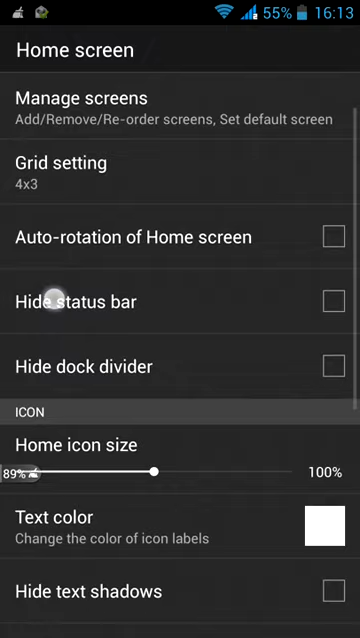 55% 16:13
Home screen
Manage screens
Add/Remove/Re-order screens, Set default screen
Grid setting
4x3
Auto-rotation of Home screen
Hide status bar
Hide dock divider
ICON
Home icon size
89% 100%
Text color
Change the color of icon labels
Hide text shadows